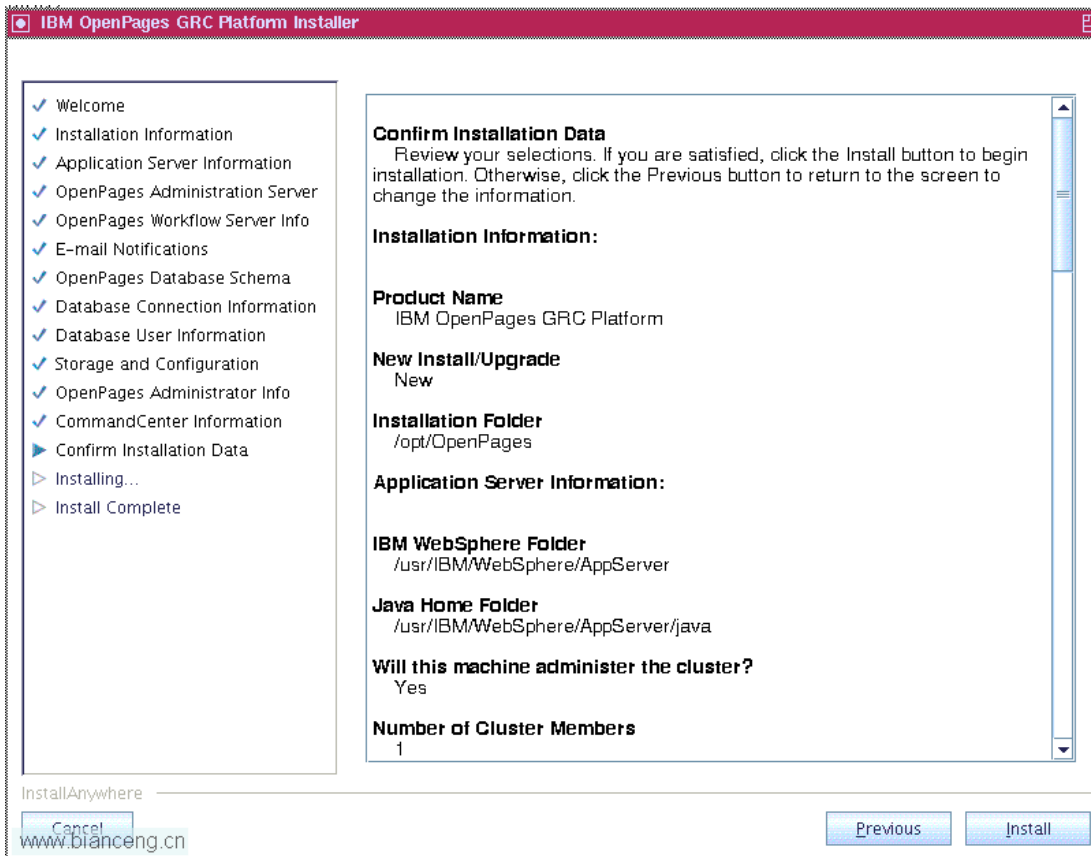 IBM OpenPages GRC Platform Installer
Welcome
Installation Information
Application Server Information
OpenPages Administration Server
OpenPages Workflow Server Info
E-mail Notifications
OpenPages Database Schema
Database Connection Information
Database User Information
Storage and Configuration
OpenPages Administrator Info
CommandCenter Information
Confirm Installation Data
Installing...
Install Complete
Confirm Installation Data
Review your selections. If you are satisfied, click the Install button to begin
installation. Otherwise, click the Previous button to return to the screen to
change the information.
Installation Information:
Product Name
IBM OpenPages GRC Platform
New Install/Upgrade
New
Installation Folder
/opt/OpenPages
Application Server Information:
IBM WebSphere Folder
/usr/IBM/WebSphere/AppServer
Java Home Folder
/usr/IBM/WebSphere/AppServer/java
Will this machine administer the cluster?
Yes
Number of Cluster Members
1
InstallAnywhere
Cancel
Previous
Install
www.bianceng.cn